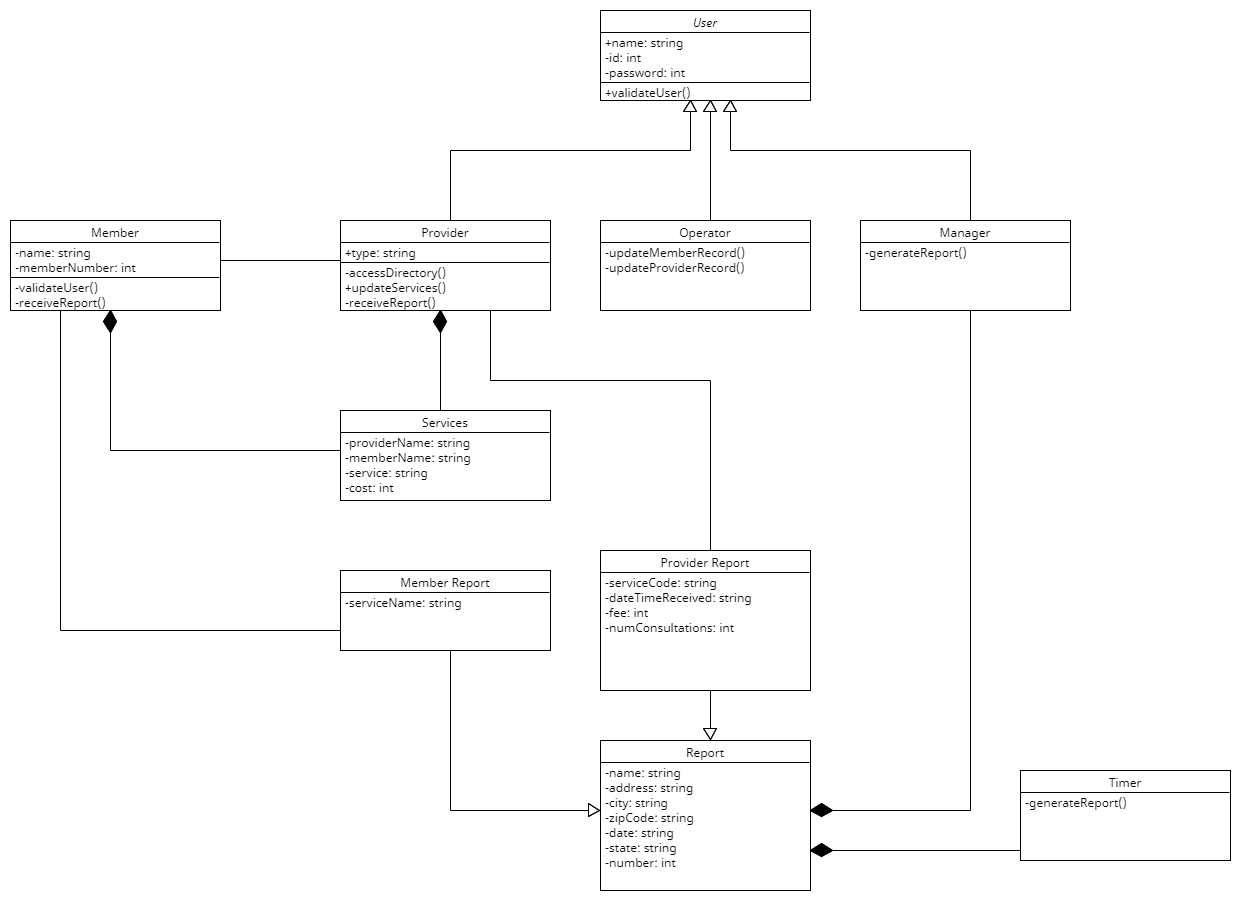 User
+name: string
-id: int
-password: int
+validateUser()
Member
-name: string
-memberNumber: int
-validateUser()
-receiveReport()
Provider
+type: string
-accessDirectory()
+updateServices()
-receiveReport()
Operator
-updateMemberRecord()
-updateProviderRecord()
Manager
-generateReport()
Services
-providerName: string
-memberName: string
-service: string
-cost: int
Member Report
-serviceName: string
Provider Report
-serviceCode: string
-dateTimeReceived: string
-fee: int
-numConsultations: int
Report
-name: string
-address: string
-city: string
-zipCode: string
-date: string
-state: string
-number: int
Timer
-generateReport()